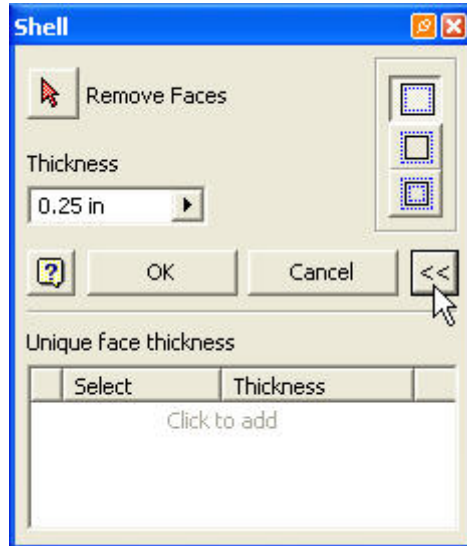 Shell
Remove Faces
Thickness
0.25 in
?
OK
Cancel
<<
Unique face thickness
Select
Thickness
Click to add